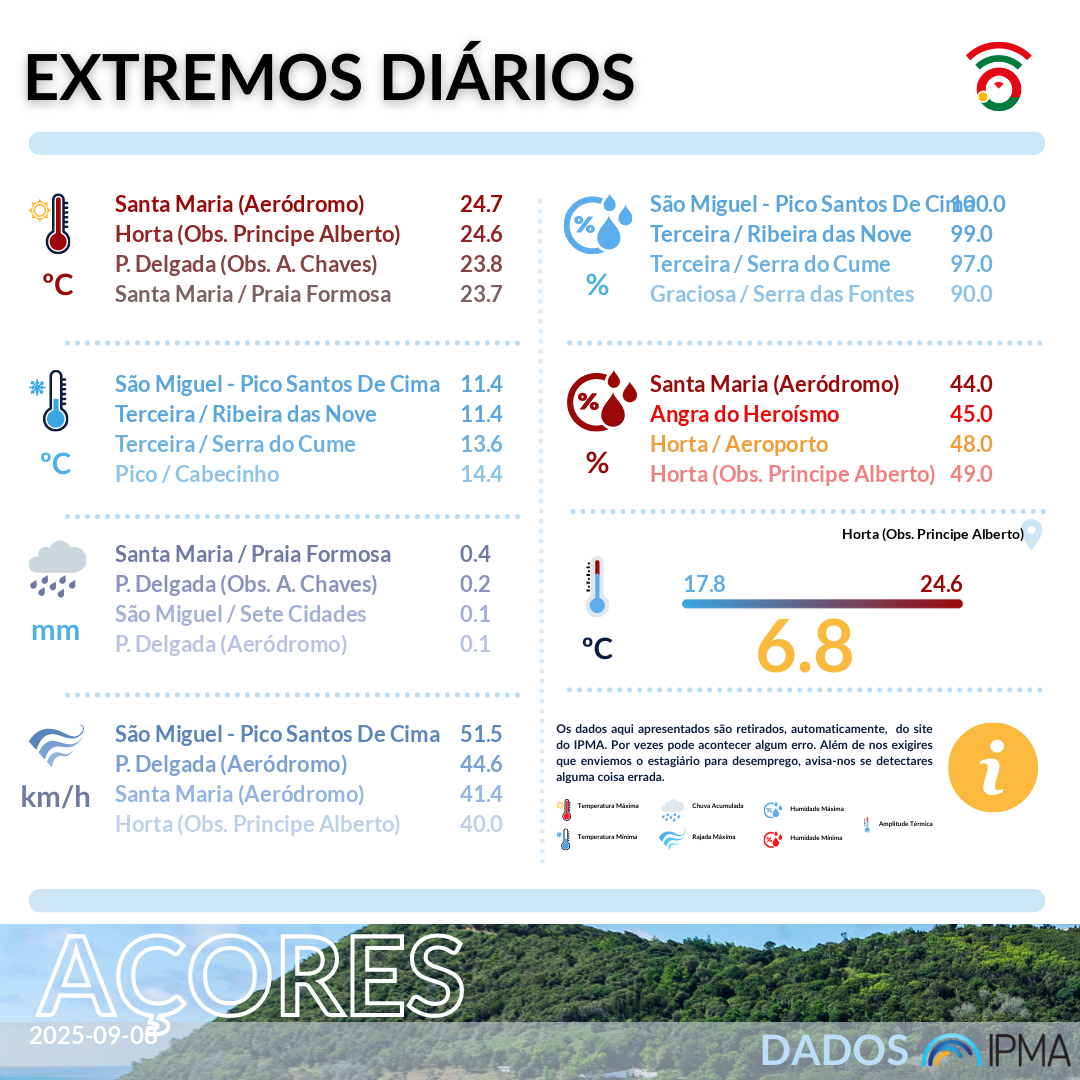 EXTREMOS DIÁRIOS
Santa Maria (Aeródromo) 24.7
Horta (Obs. Principe Alberto) 24.6
P. Delgada (Obs. A. Chaves) 23.8
Santa Maria / Praia Formosa 23.7
ºC
São Miguel - Pico Santos De Cima 100.0
Terceira / Ribeira das Nove 99.0
Terceira / Serra do Cume 97.0
Graciosa / Serra das Fontes 90.0
%
%
São Miguel - Pico Santos De Cima 11.4
Terceira / Ribeira das Nove 11.4
Terceira / Serra do Cume 13.6
Pico / Cabecinho 14.4
ºC
Santa Maria (Aeródromo) 44.0
Angra do Heroísmo 45.0
Horta / Aeroporto 48.0
Horta (Obs. Principe Alberto) 49.0
%
%
Santa Maria / Praia Formosa 0.4
P. Delgada (Obs. A. Chaves) 0.2
São Miguel / Sete Cidades 0.1
P. Delgada (Aeródromo) 0.1
mm
Horta (Obs. Principe Alberto)
17.8 24.6
6.8
ºC
São Miguel - Pico Santos De Cima 51.5
P. Delgada (Aeródromo) 44.6
Santa Maria (Aeródromo) 41.4
Horta (Obs. Principe Alberto) 40.0
km/h
Os dados aqui apresentados são retirados, automaticamente, do site
do IPMA. Por vezes pode acontecer algum erro. Além de nos exigires
que enviemos o estagiário para desemprego, avisa-nos se detectares
alguma coisa errada.
i
Temperatura Máxima
Chuva Acumulada
Humidade Máxima
Amplitude Térmica
Temperatura Mínima
Rajada Máxima
Humidade Mínima
AÇORES
2025-09-08
DADOS IPMA